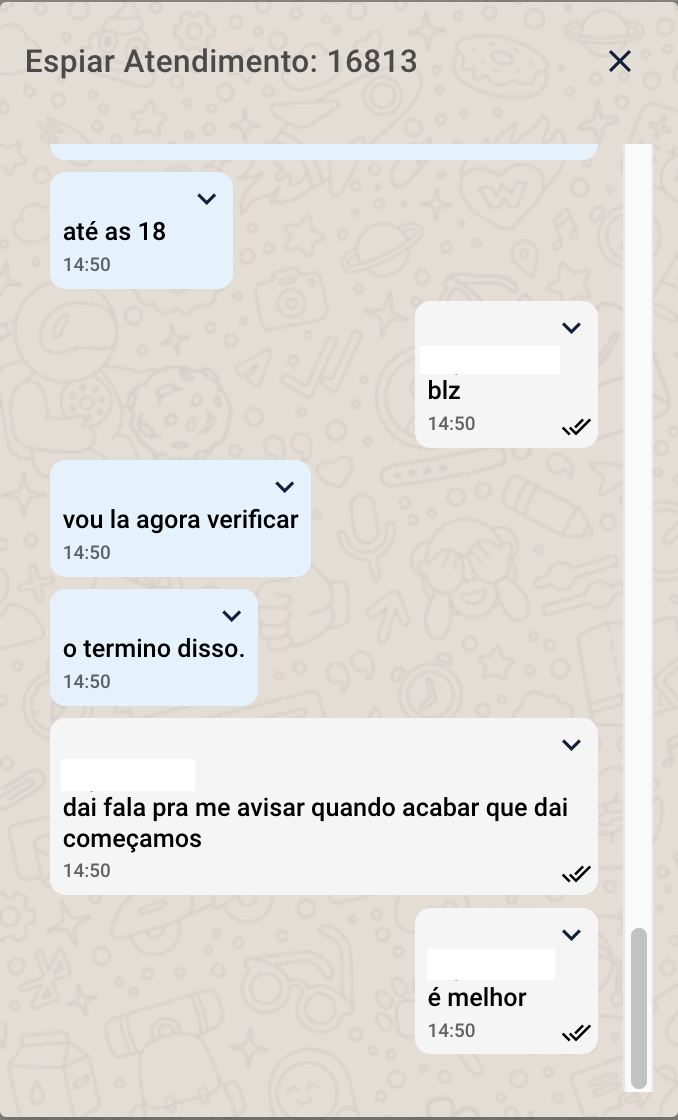 Espiar Atendimento: 16813
até as 18
14:50
blz
14:50
vou la agora verificar
14:50
o termino disso.
14:50
dai fala pra me avisar quando acabar que dai
começamos
14:50
é melhor
14:50